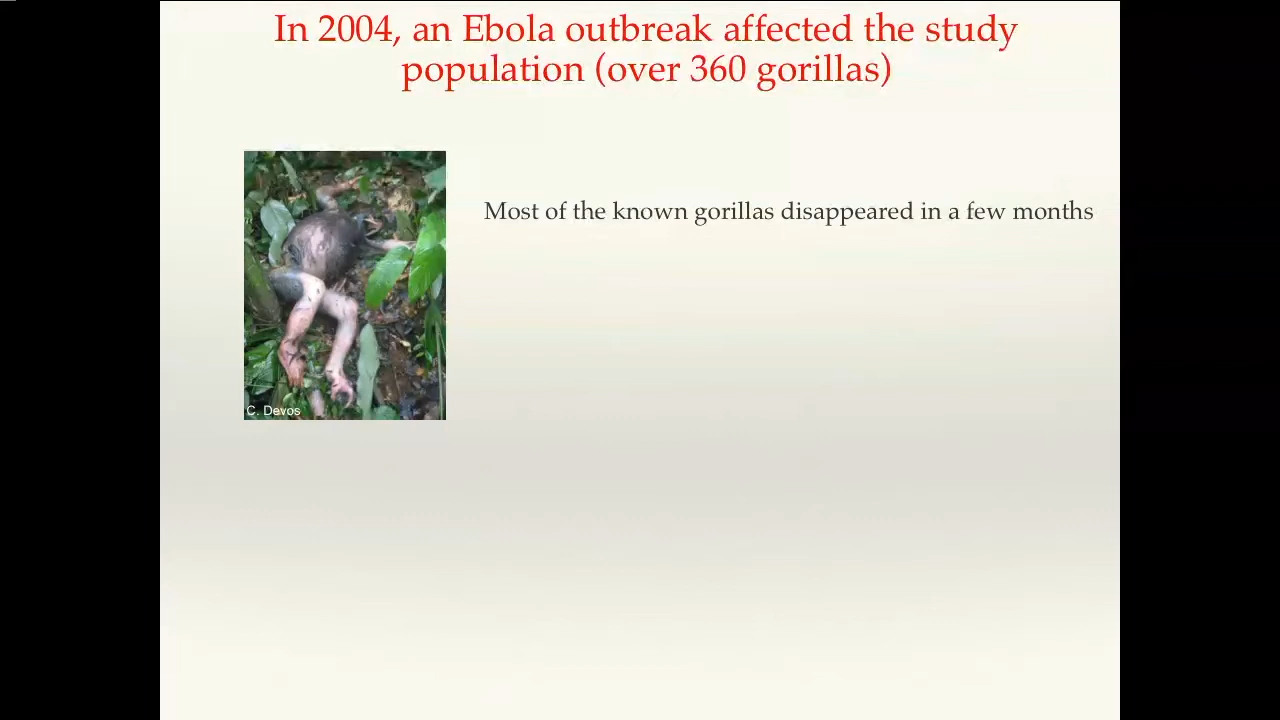 In 2004, an Ebola outbreak affected the study
population (over 360 gorillas)
Most of the known gorillas disappeared in a few months
C. Devos